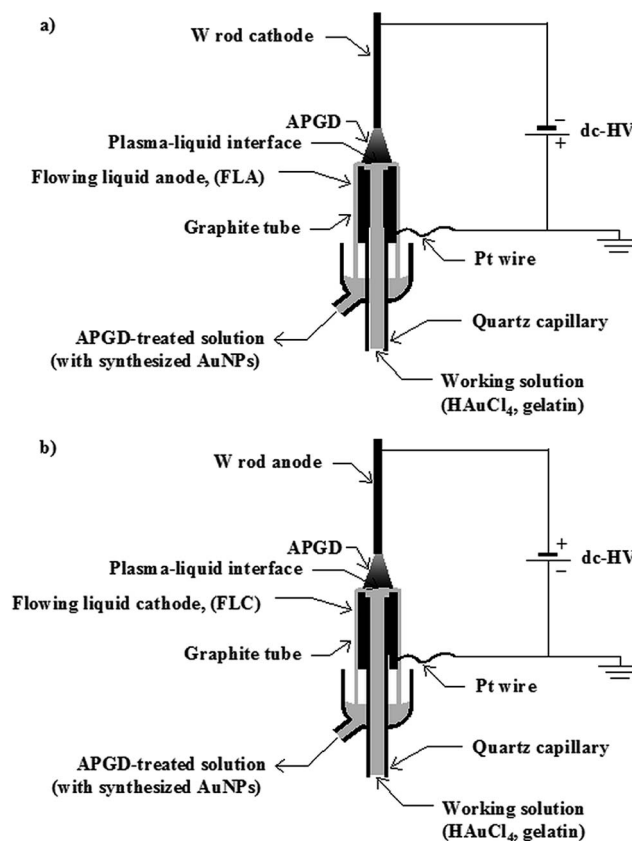 a)
W rod cathode
−
dc-HV
+
APGD
Plasma-liquid interface
Flowing liquid anode, (FLA)
Graphite tube
Pt wire
Quartz capillary
APGD-treated solution
(with synthesized AuNPs)
Working solution
(HAuCl₄, gelatin)
b)
W rod anode
+
dc-HV
−
APGD
Plasma-liquid interface
Flowing liquid cathode, (FLC)
Graphite tube
Pt wire
Quartz capillary
APGD-treated solution
(with synthesized AuNPs)
Working solution
(HAuCl₄, gelatin)